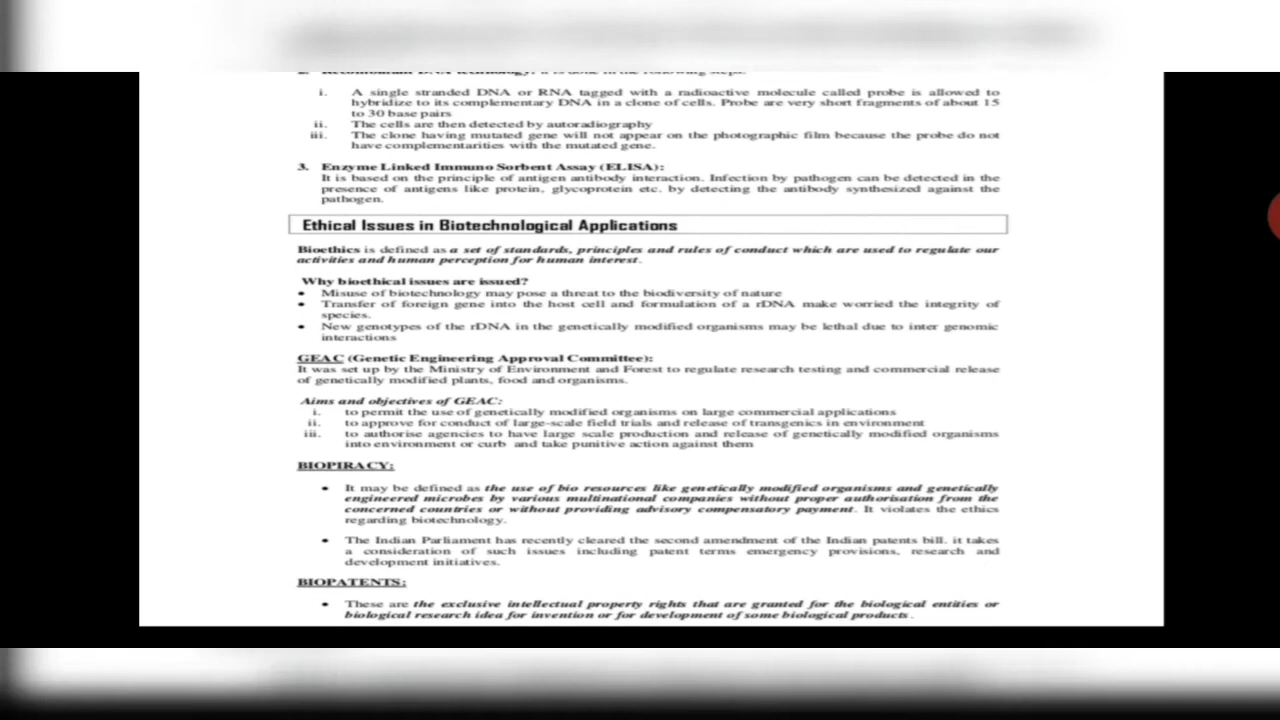 2. Recombinant DNA technology: it is done in the following steps:
i. A single stranded DNA or RNA tagged with a radioactive molecule called probe is allowed to
hybridize to its complementary DNA in a clone of cells. Probe are very short fragments of about 15
to 30 base pairs
ii. The cells are then detected by autoradiography
iii. The clone having mutated gene will not appear on the photographic film because the probe do not
have complementarities with the mutated gene.
3. Enzyme Linked Immuno Sorbent Assay (ELISA):
It is based on the principle of antigen antibody interaction. Infection by pathogen can be detected in the
presence of antigens like protein, glycoprotein etc. by detecting the antibody synthesized against the
pathogen.
Ethical Issues in Biotechnological Applications
Bioethics is defined as a set of standards, principles and rules of conduct which are used to regulate our
activities and human perception for human interest.
Why bioethical issues are issued?
• Misuse of biotechnology may pose a threat to the biodiversity of nature
• Transfer of foreign gene into the host cell and formulation of a rDNA make worried the integrity of
species.
• New genotypes of the rDNA in the genetically modified organisms may be lethal due to inter genomic
interactions
GEAC (Genetic Engineering Approval Committee):
It was set up by the Ministry of Environment and Forest to regulate research testing and commercial release
of genetically modified plants, food and organisms.
Aims and objectives of GEAC:
i. to permit the use of genetically modified organisms on large commercial applications
ii. to approve for conduct of large-scale field trials and release of transgenics in environment
iii. to authorise agencies to have large scale production and release of genetically modified organisms
into environment or curb and take punitive action against them
BIOPIRACY:
• It may be defined as the use of bio resources like genetically modified organisms and genetically
engineered microbes by various multinational companies without proper authorisation from the
concerned countries or without providing advisory compensatory payment. It violates the ethics
regarding biotechnology.
• The Indian Parliament has recently cleared the second amendment of the Indian patents bill. it takes
a consideration of such issues including patent terms emergency provisions, research and
development initiatives.
BIOPATENTS:
• These are the exclusive intellectual property rights that are granted for the biological entities or
biological research idea for invention or for development of some biological products.